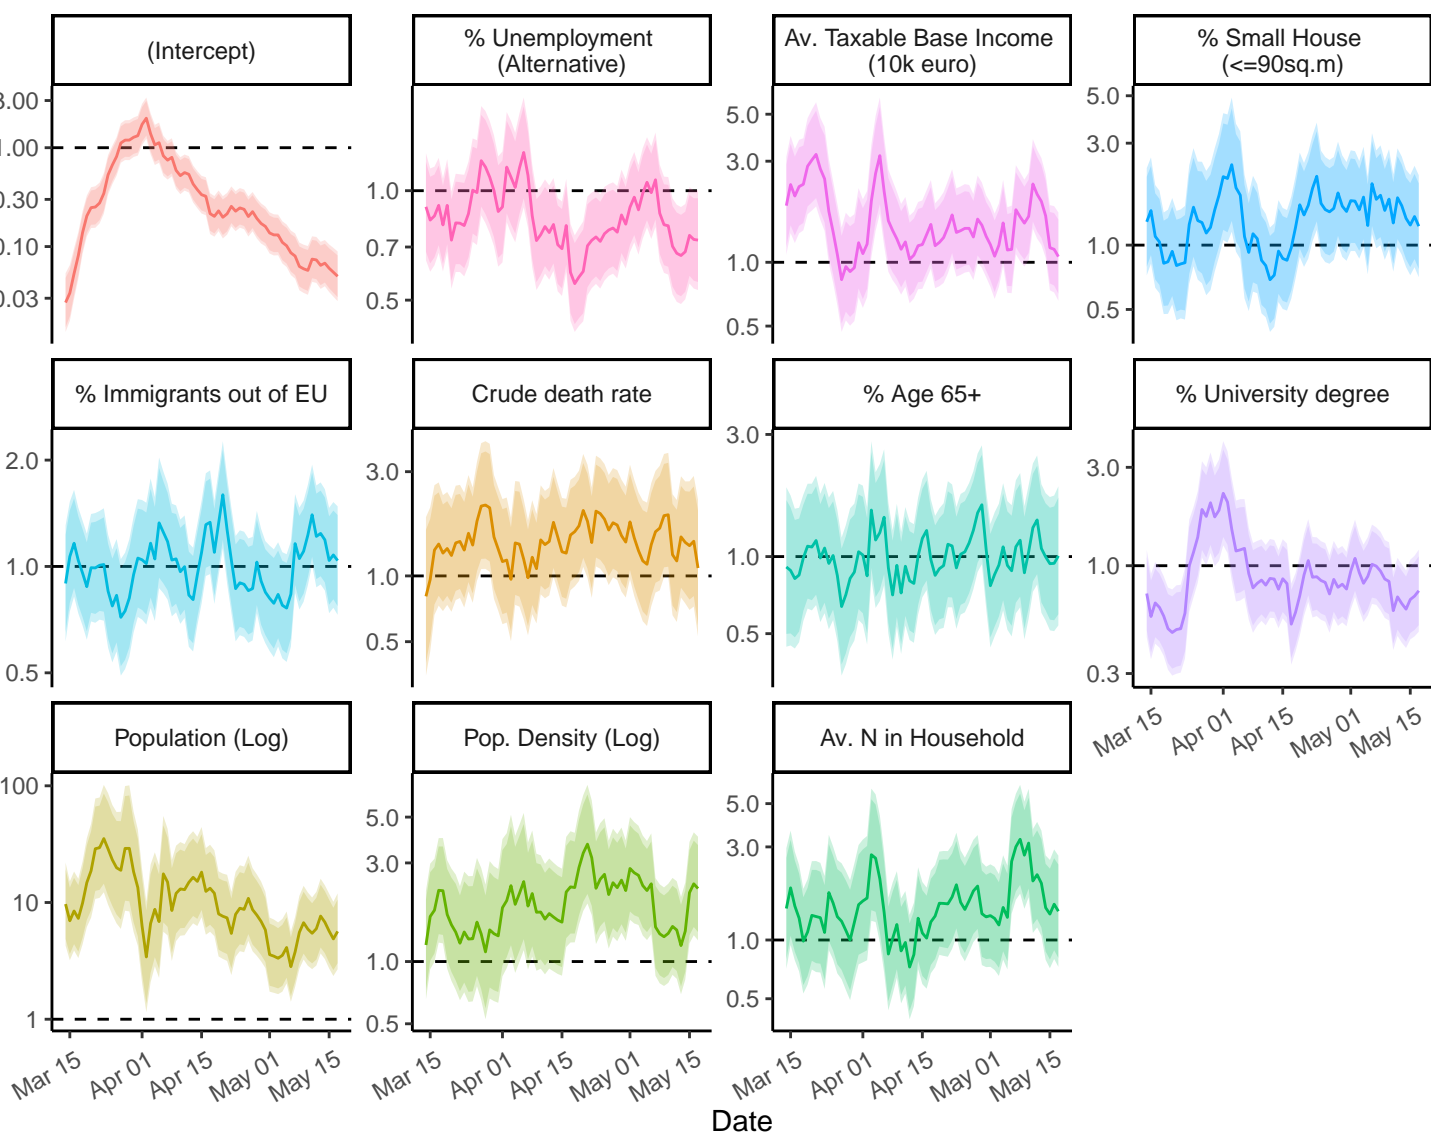 (Intercept)
% Unemployment
(Alternative)
Av. Taxable Base Income
(10k euro)
% Small House
(<=90sq.m)
3.00
1.00
0.30
0.10
0.03
1.0
0.7
0.5
5.0
3.0
1.0
0.5
5.0
3.0
1.0
0.5
% Immigrants out of EU
Crude death rate
% Age 65+
% University degree
2.0
1.0
0.5
3.0
1.0
0.5
3.0
1.0
0.5
3.0
1.0
0.3
Mar 15
Apr 01
Apr 15
May 01
May 15
Population (Log)
Pop. Density (Log)
Av. N in Household
100
10
1
5.0
3.0
1.0
0.5
5.0
3.0
1.0
0.5
Mar 15
Apr 01
Apr 15
May 01
May 15
Mar 15
Apr 01
Apr 15
May 01
May 15
Mar 15
Apr 01
Apr 15
May 01
May 15
Date